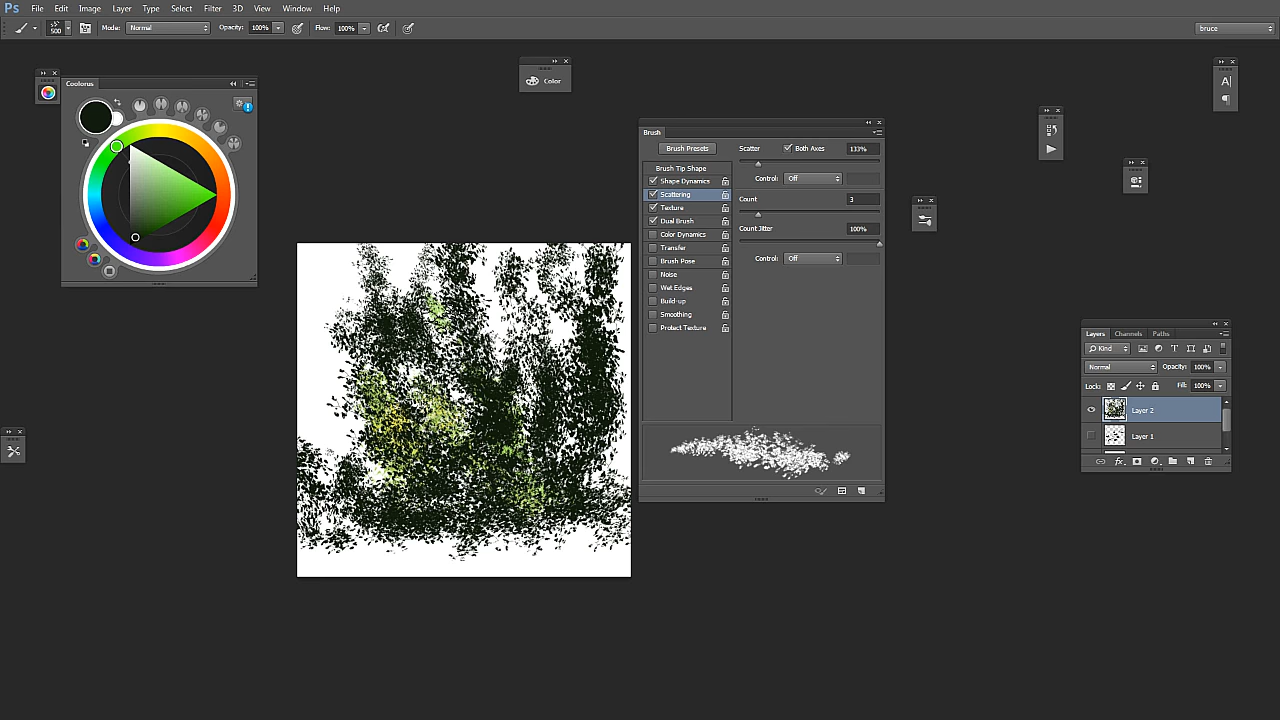 Ps File Edit Image Layer Type Select Filter 3D View Window Help
500 Mode: Normal Opacity: 100% Flow: 100% bruce
Coolorus
Color
Brush
Brush Presets Scatter Both Axes 133%
Brush Tip Shape
Shape Dynamics Control: Off
Scattering Count 3
Texture
Dual Brush
Color Dynamics Count Jitter 100%
Transfer
Brush Pose Control: Off
Noise
Wet Edges
Build-up
Smoothing
Protect Texture
Layers Channels Paths
Kind
Normal Opacity: 100%
Lock: Fill: 100%
Layer 2
Layer 1